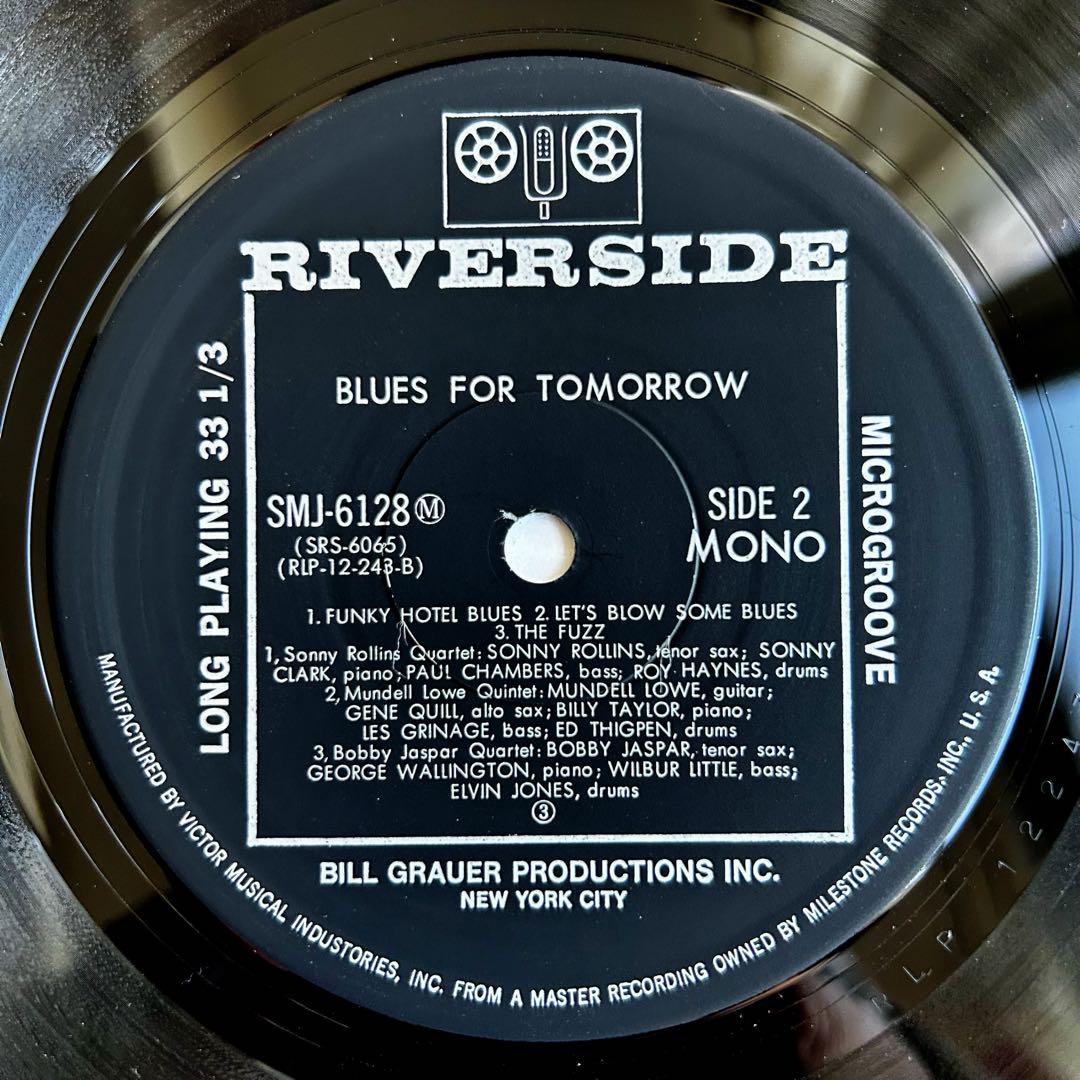 RIVERSIDE
BLUES FOR TOMORROW
SMJ-6128 Ⓜ
(SRS-6065)
(RLP-12-243-B)
SIDE 2
MONO
1. FUNKY HOTEL BLUES 2. LET'S BLOW SOME BLUES
3. THE FUZZ
1, Sonny Rollins Quartet: SONNY ROLLINS, tenor sax; SONNY
CLARK, piano; PAUL CHAMBERS, bass; ROY HAYNES, drums
2, Mundell Lowe Quintet: MUNDELL LOWE, guitar;
GENE QUILL, alto sax; BILLY TAYLOR, piano;
LES GRINAGE, bass; ED THIGPEN, drums
3, Bobby Jaspar Quartet: BOBBY JASPAR, tenor sax;
GEORGE WALLINGTON, piano; WILBUR LITTLE, bass;
ELVIN JONES, drums
③
LONG PLAYING 33 1/3
MICROGROOVE
BILL GRAUER PRODUCTIONS INC.
NEW YORK CITY
MANUFACTURED BY VICTOR MUSICAL INDUSTORIES, INC. FROM A MASTER RECORDING OWNED BY MILESTONE RECORDS, INC., U. S. A.